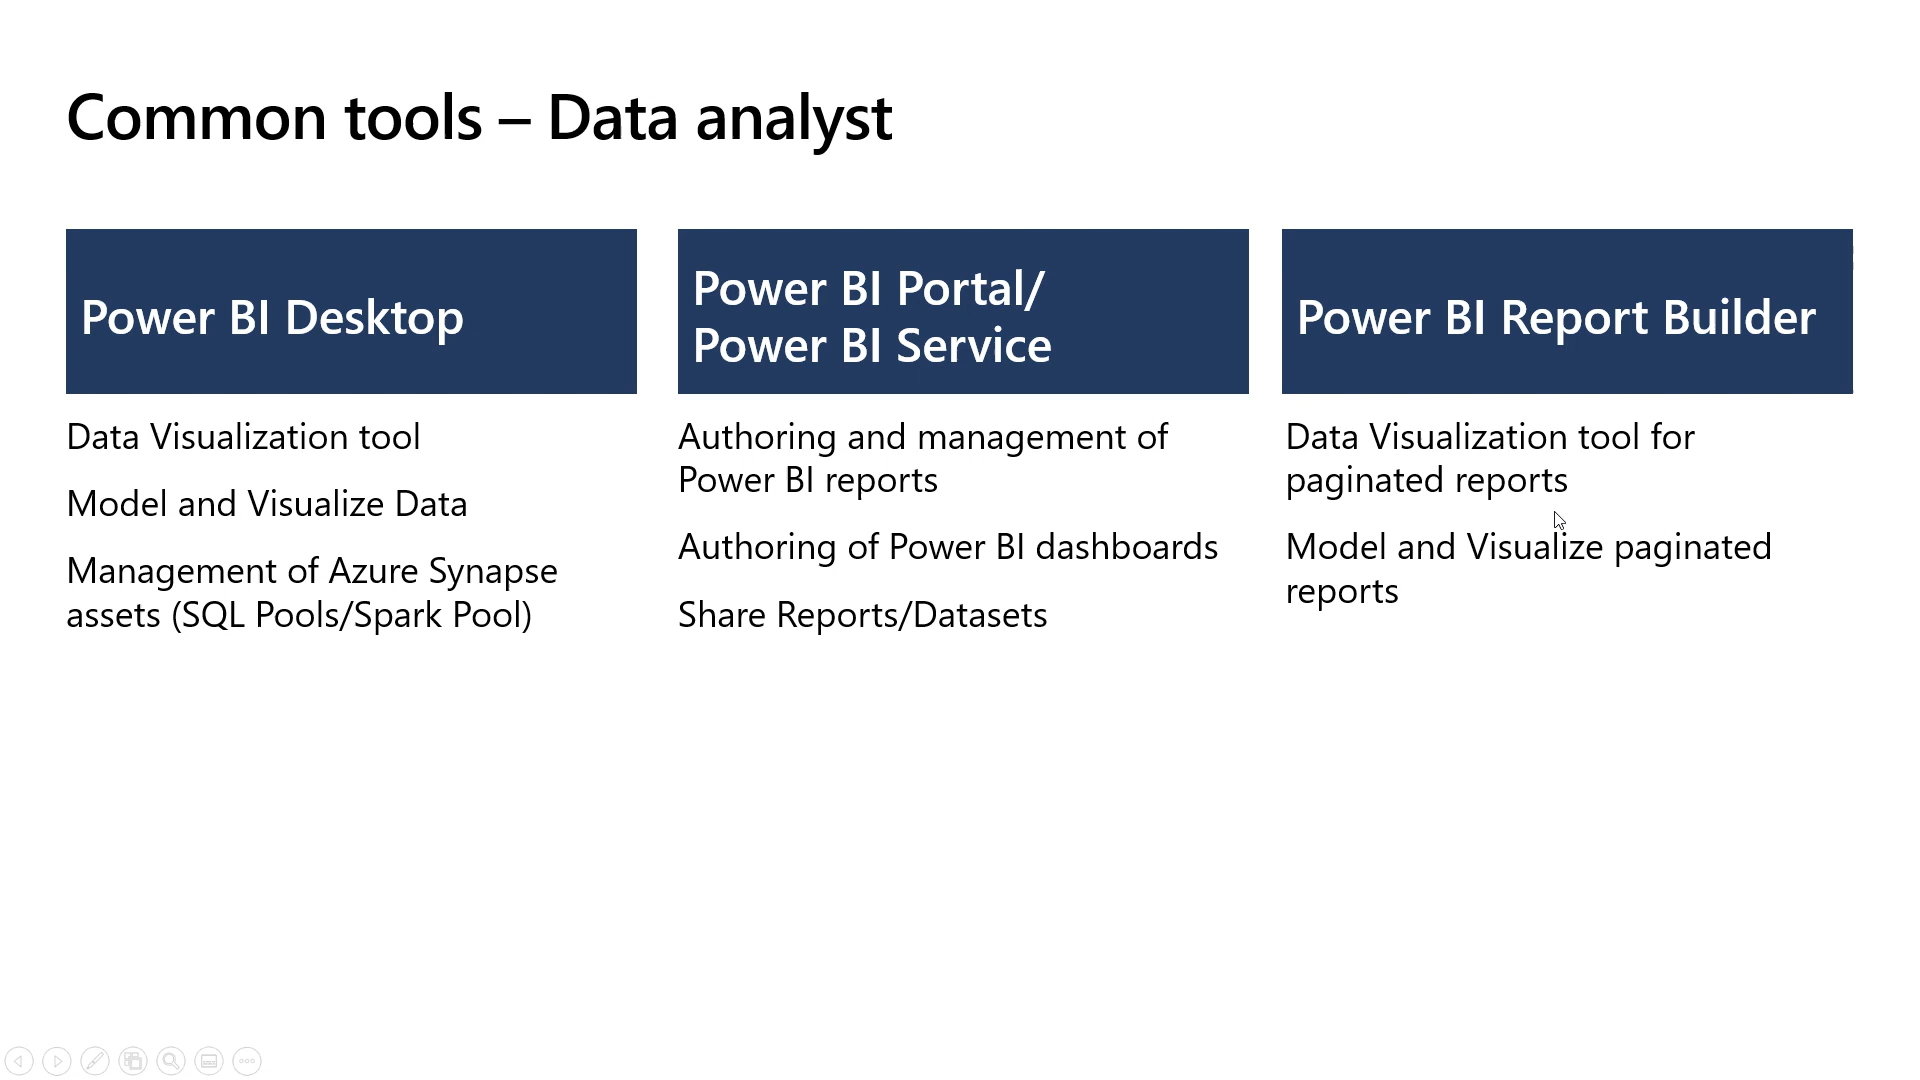 Common tools – Data analyst
Power BI Desktop
Data Visualization tool
Model and Visualize Data
Management of Azure Synapse
assets (SQL Pools/Spark Pool)
Power BI Portal/
Power BI Service
Authoring and management of
Power BI reports
Authoring of Power BI dashboards
Share Reports/Datasets
Power BI Report Builder
Data Visualization tool for
paginated reports
Model and Visualize paginated
reports